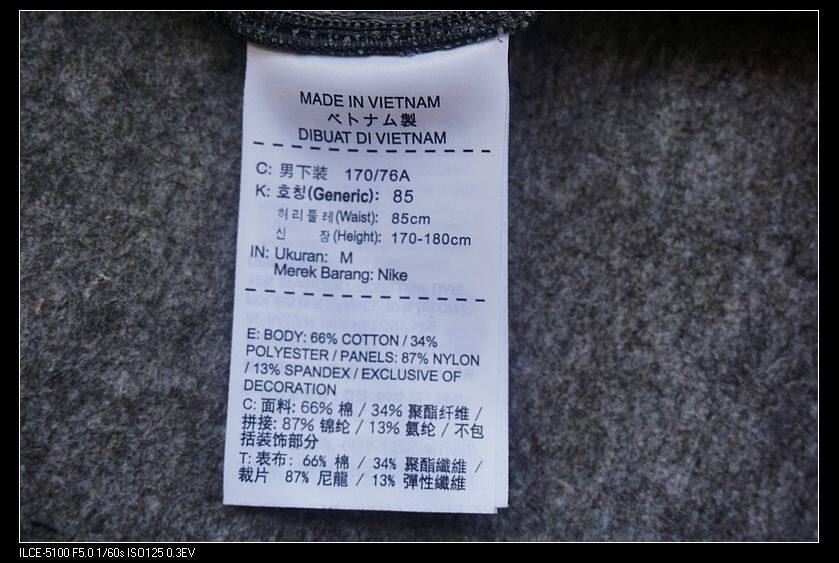 MADE IN VIETNAM
ベトナム製
DIBUAT DI VIETNAM
C: 男下装 170/76A
K: 호칭(Generic): 85
허리둘레(Waist): 85cm
신 장(Height): 170-180cm
IN: Ukuran: M
Merek Barang: Nike
E: BODY: 66% COTTON / 34%
POLYESTER / PANELS: 87% NYLON
/ 13% SPANDEX / EXCLUSIVE OF
DECORATION
C: 面料: 66% 棉 / 34% 聚酯纤维 /
拼接: 87% 锦纶 / 13% 氨纶 / 不包
括装饰部分
T: 表布: 66% 棉 / 34% 聚酯纖維 /
裁片 87% 尼龍 / 13% 彈性纖維
ILCE-5100 F5.0 1/60s ISO125 0.3EV